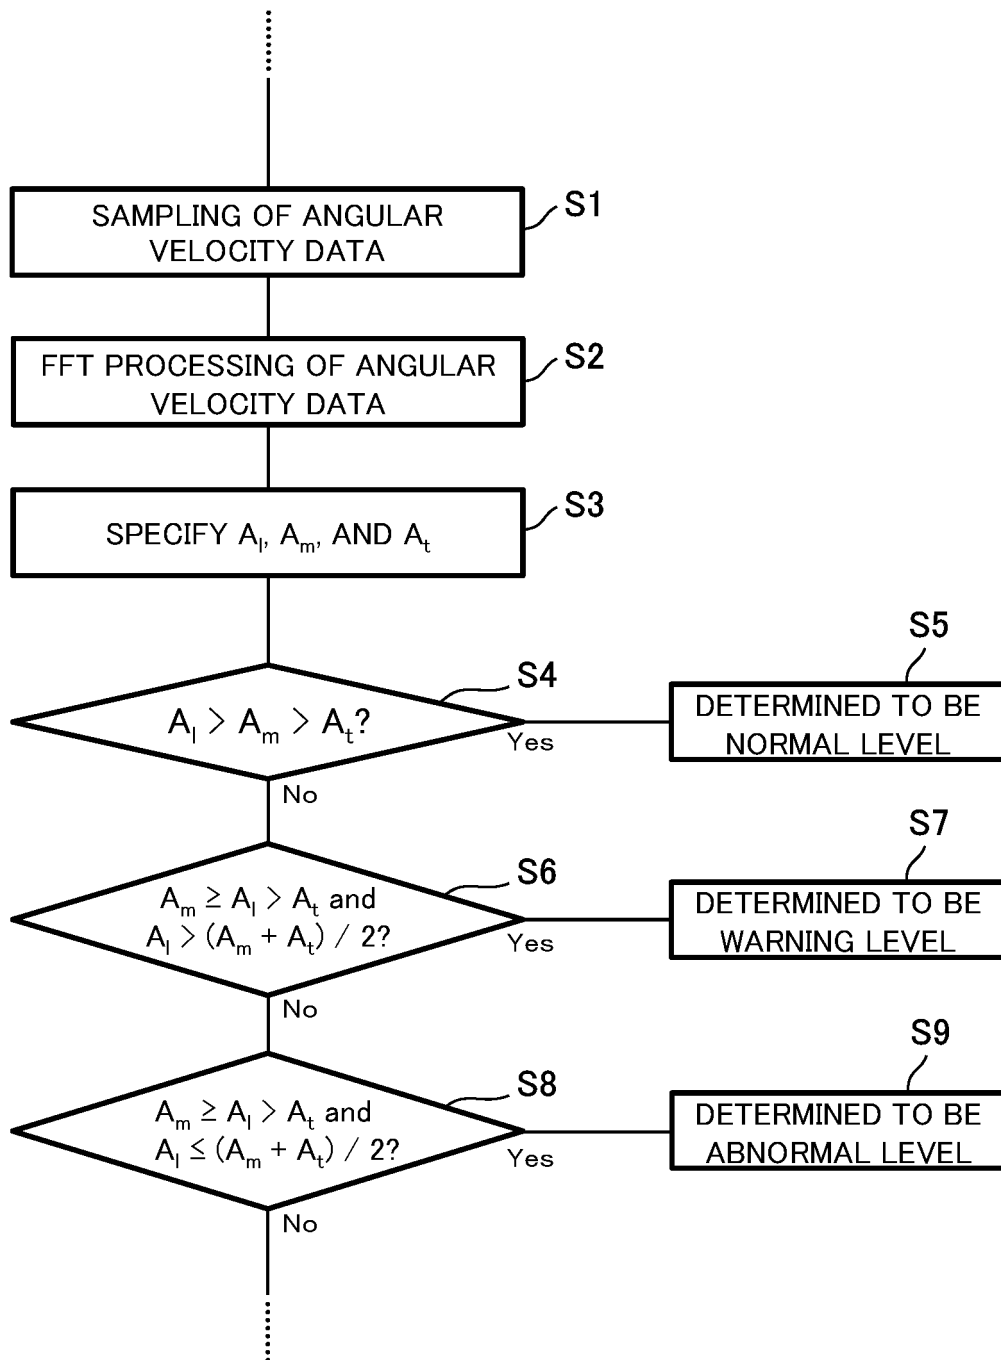 S1
SAMPLING OF ANGULAR
VELOCITY DATA
S2
FFT PROCESSING OF ANGULAR
VELOCITY DATA
S3
SPECIFY Aₗ, Aₘ, AND Aₜ
S4
Aₗ > Aₘ > Aₜ?
Yes
No
S5
DETERMINED TO BE
NORMAL LEVEL
S6
Aₘ ≥ Aₗ > Aₜ and
Aₗ > (Aₘ + Aₜ) / 2?
Yes
No
S7
DETERMINED TO BE
WARNING LEVEL
S8
Aₘ ≥ Aₗ > Aₜ and
Aₗ ≤ (Aₘ + Aₜ) / 2?
Yes
No
S9
DETERMINED TO BE
ABNORMAL LEVEL